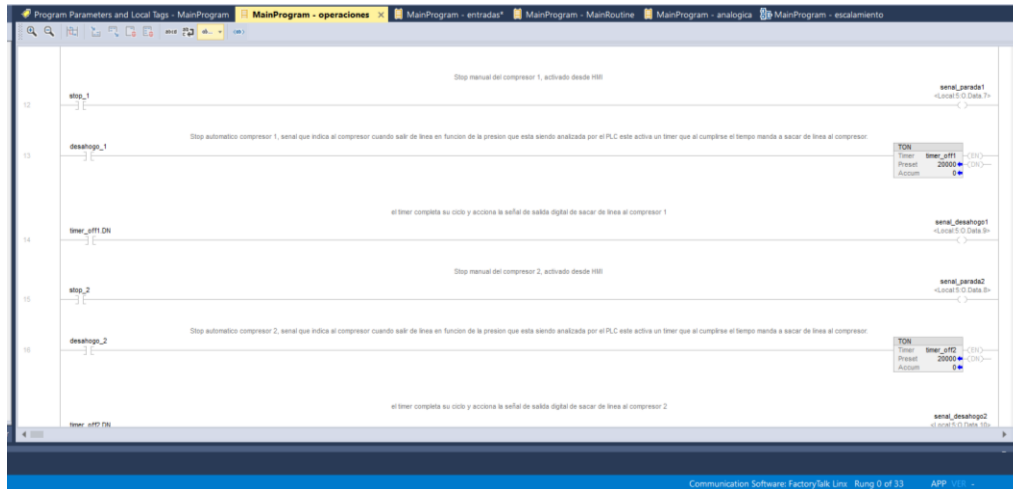 Program Parameters and Local Tags - MainProgram MainProgram - operaciones × MainProgram - entradas* MainProgram - MainRoutine MainProgram - analogica MainProgram - escalamiento
Stop manual del compresor 1, activado desde HMI
senal_parada1
<Local:5:O.Data.7>
stop_1
12
Stop automatico compresor 1, senal que indica al compresor cuando salir de linea en funcion de la presion que esta siendo analizada por el PLC este activa un timer que al cumplirse el tiempo manda a sacar de linea al compresor.
desahogo_1
13
TON
Timer timer_off1 (EN)
Preset 20000 (DN)
Accum 0
el timer completa su ciclo y acciona la señal de salida digital de sacar de linea al compresor 1
senal_desahogo1
<Local:5:O.Data.9>
timer_off1.DN
14
Stop manual del compresor 2, activado desde HMI
senal_parada2
<Local:5:O.Data.8>
stop_2
15
Stop automatico compresor 2, senal que indica al compresor cuando salir de linea en funcion de la presion que esta siendo analizada por el PLC este activa un timer que al cumplirse el tiempo manda a sacar de linea al compresor.
desahogo_2
16
TON
Timer timer_off2 (EN)
Preset 20000 (DN)
Accum 0
el timer completa su ciclo y acciona la señal de salida digital de sacar de linea al compresor 2
senal_desahogo2
<Local:5:O.Data.10>
timer_off2.DN
Communication Software: FactoryTalk Linx Rung 0 of 33 APP VER